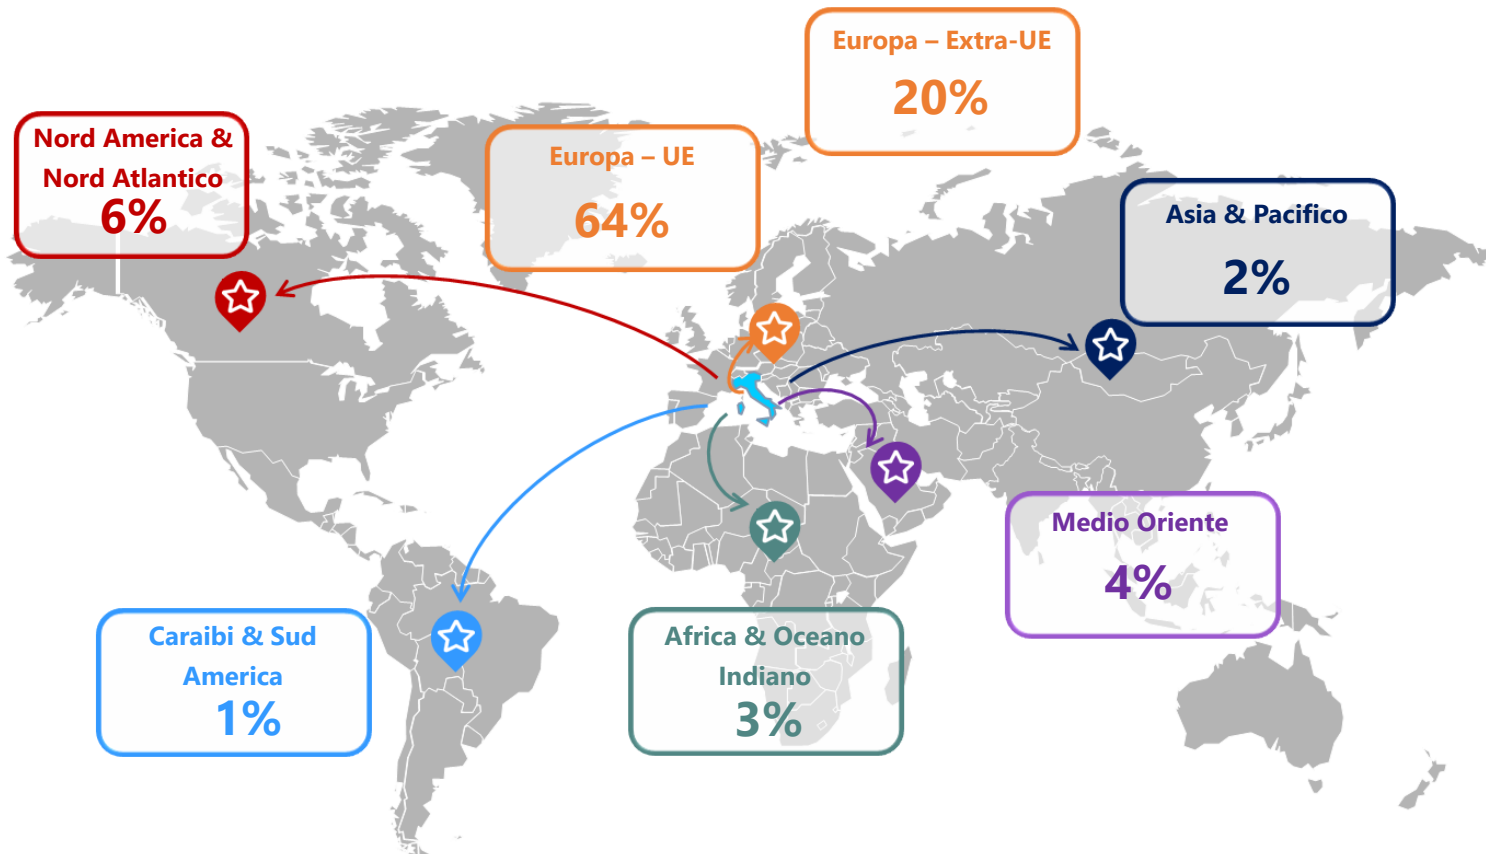 Europa – Extra-UE
20%
Nord America &
Nord Atlantico
6%
Europa – UE
64%
Asia & Pacifico
2%
Medio Oriente
4%
Caraibi & Sud
America
1%
Africa & Oceano
Indiano
3%